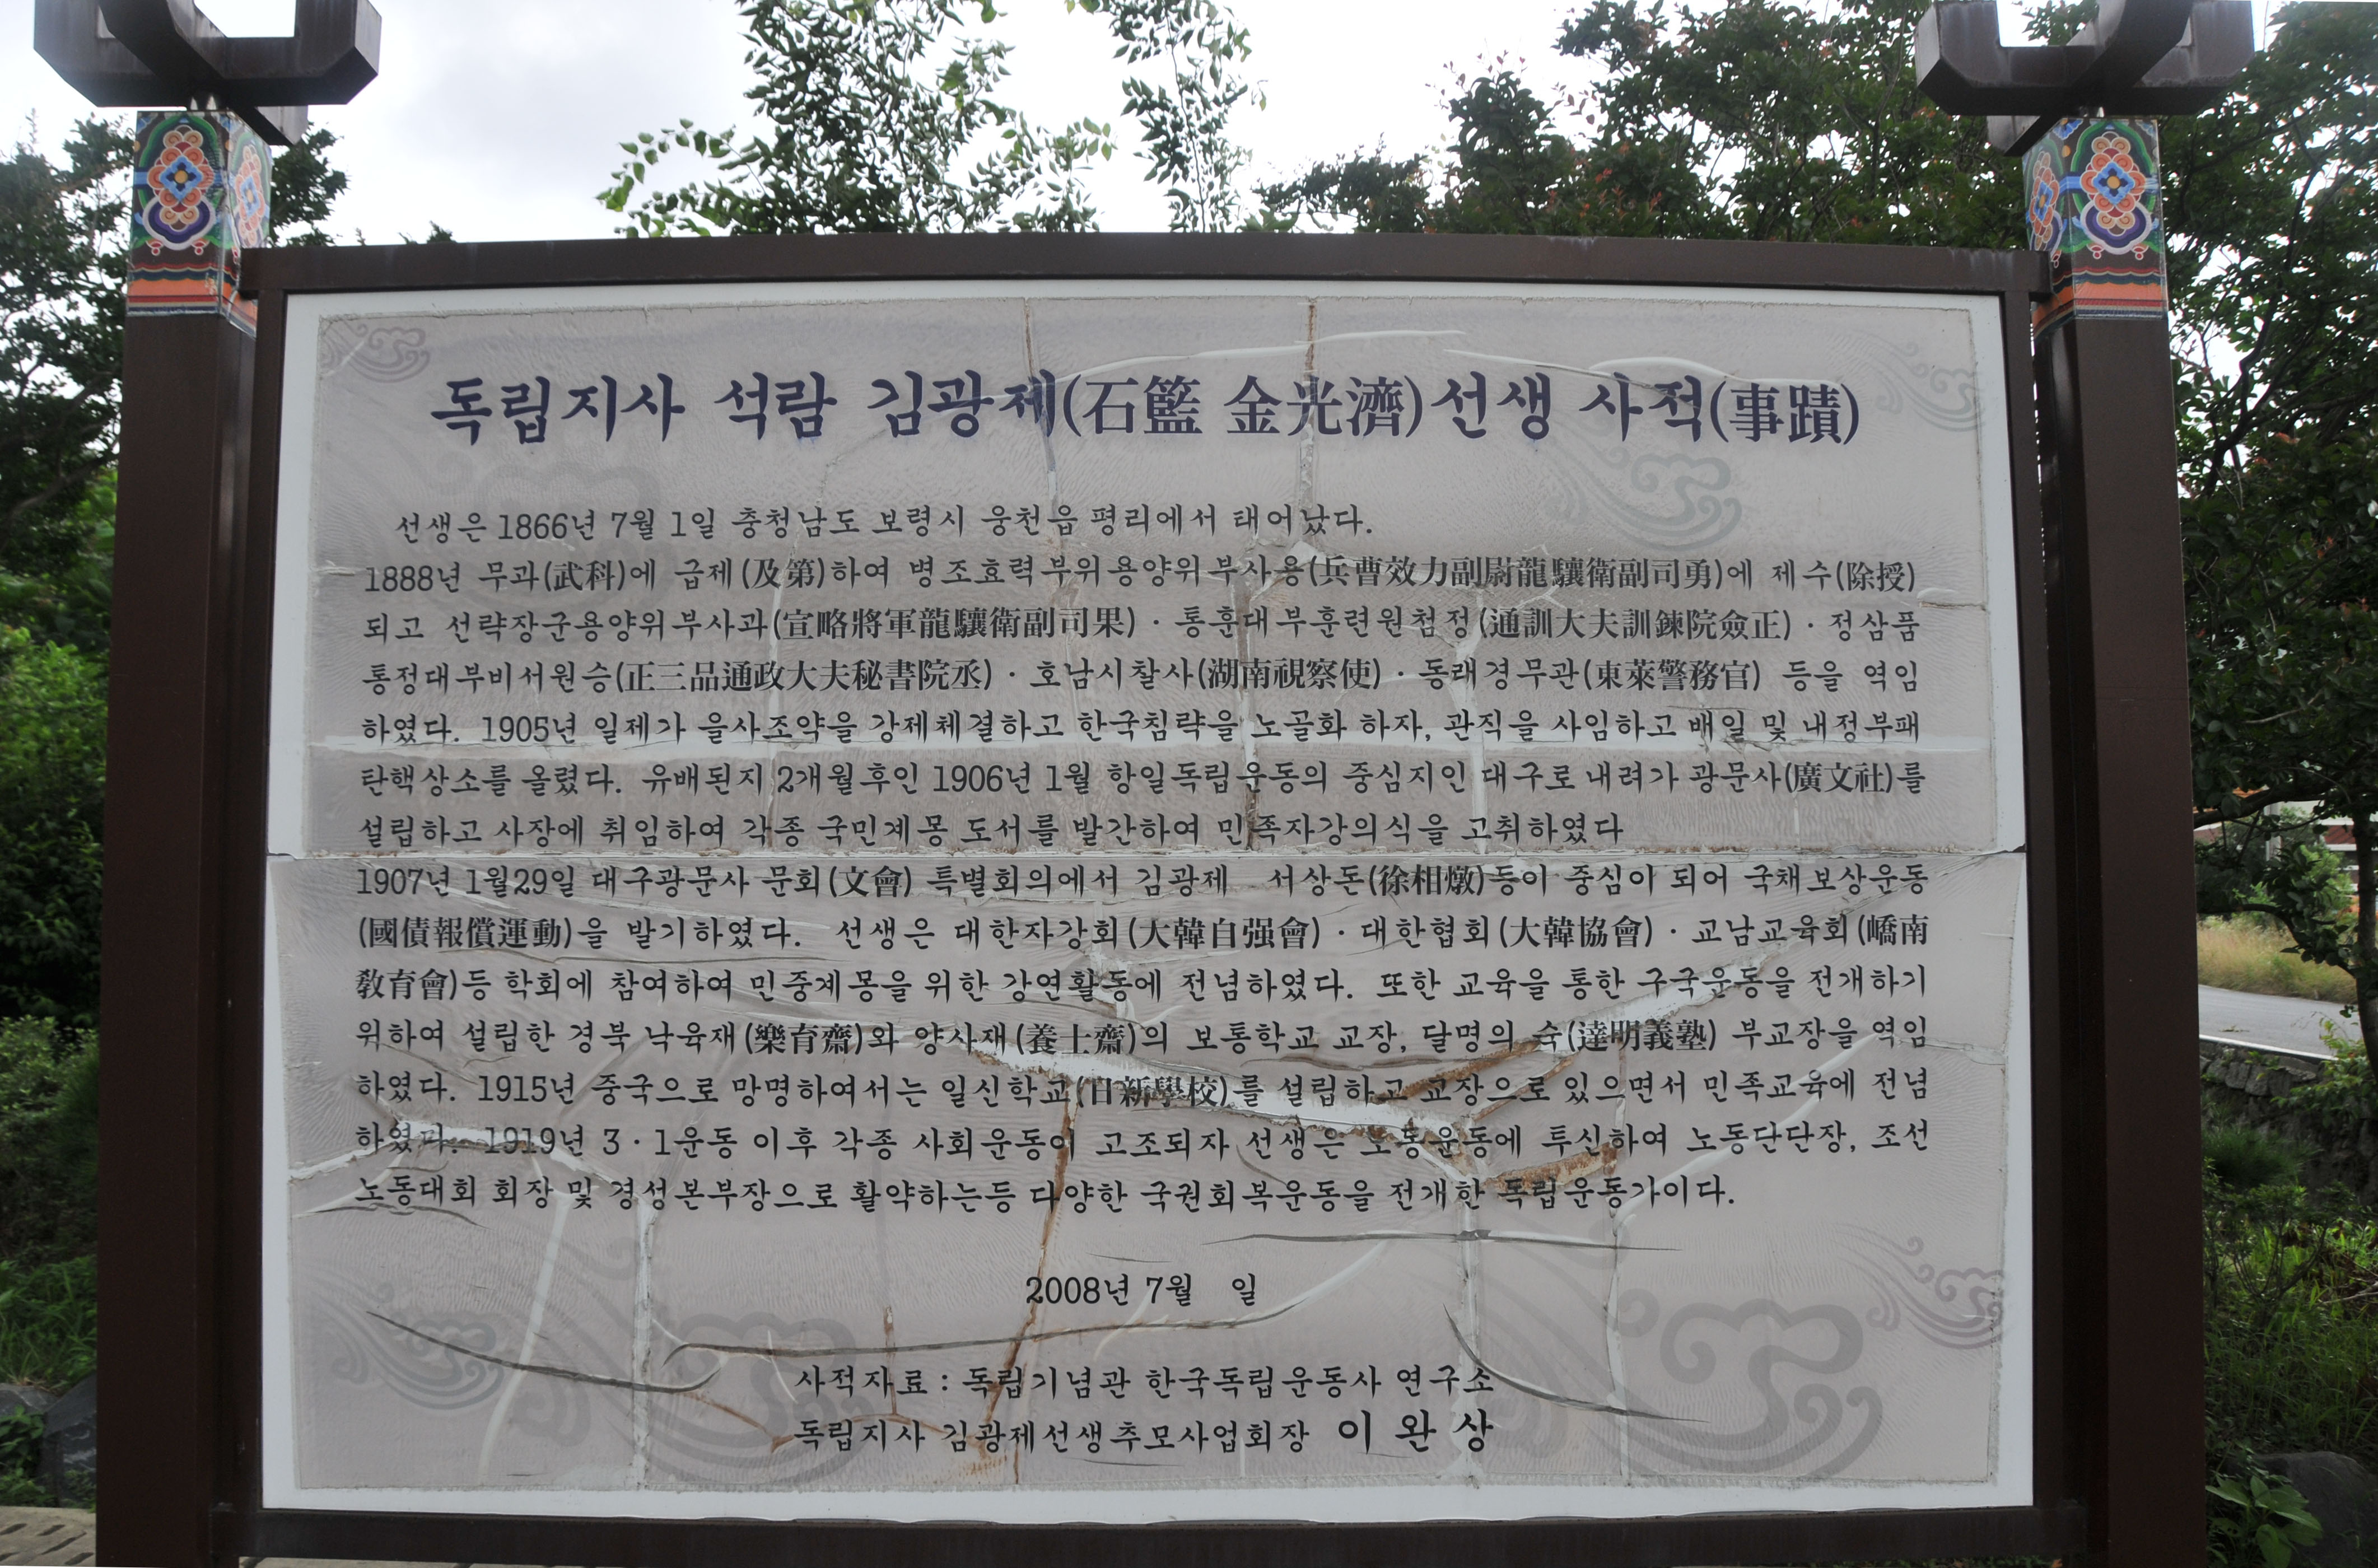 독립지사 석람 김광제(石籃 金光濟)선생 사적(事蹟)
선생은 1866년 7월 1일 충청남도 보령시 웅천읍 평리에서 태어났다.
1888년 무과(武科)에 급제(及第)하여 병조효력부위용양위부사용(兵曹效力副尉龍驤衛副司勇)에 제수(除授)
되고 선략장군용양위부사과(宣略將軍龍驤衛副司果)·통훈대부훈련원첨정(通訓大夫訓鍊院僉正)·정삼품
통정대부비서원승(正三品通政大夫秘書院丞)·호남시찰사(湖南視察使)·동래경무관(東萊警務官) 등을 역임
하였다. 1905년 일제가 을사조약을 강제체결하고 한국침략을 노골화 하자, 관직을 사임하고 배일 및 내정부패
탄핵상소를 올렸다. 유배된지 2개월후인 1906년 1월 항일독립운동의 중심지인 대구로 내려가 광문사(廣文社)를
설립하고 사장에 취임하여 각종 국민계몽 도서를 발간하여 민족자강의식을 고취하였다
1907년 1월29일 대구광문사 문회(文會) 특별회의에서 김광제 서상돈(徐相燉)등이 중심이 되어 국채보상운동
(國債報償運動)을 발기하였다. 선생은 대한자강회(大韓自强會)·대한협회(大韓協會)·교남교육회(嶠南
敎育會)등 학회에 참여하여 민중계몽을 위한 강연활동에 전념하였다. 또한 교육을 통한 구국운동을 전개하기
위하여 설립한 경북 낙육재(樂育齋)와 양사재(養士齋)의 보통학교 교장, 달명의 숙(達明義塾) 부교장을 역임
하였다. 1915년 중국으로 망명하여서는 일신학교(日新學校)를 설립하고 교장으로 있으면서 민족교육에 전념
하였다. 1919년 3·1운동 이후 각종 사회운동이 고조되자 선생은 노동운동에 투신하여 노동단단장, 조선
노동대회 회장 및 경성본부장으로 활약하는등 다양한 국권회복운동을 전개한 독립운동가이다.
2008년 7월 일
사적자료 : 독립기념관 한국독립운동사 연구소
독립지사 김광제선생추모사업회장 이 완 상